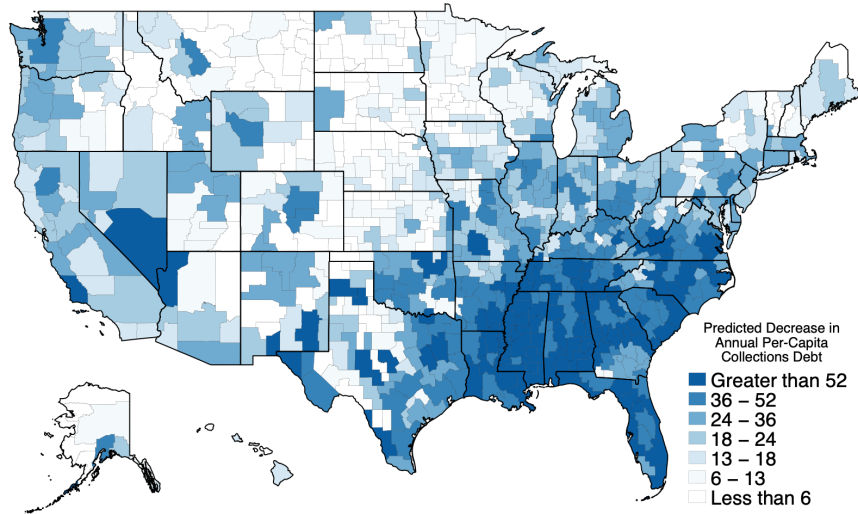 Predicted Decrease in
Annual Per-Capita
Collections Debt
Greater than 52
36 – 52
24 – 36
18 – 24
13 – 18
6 – 13
Less than 6